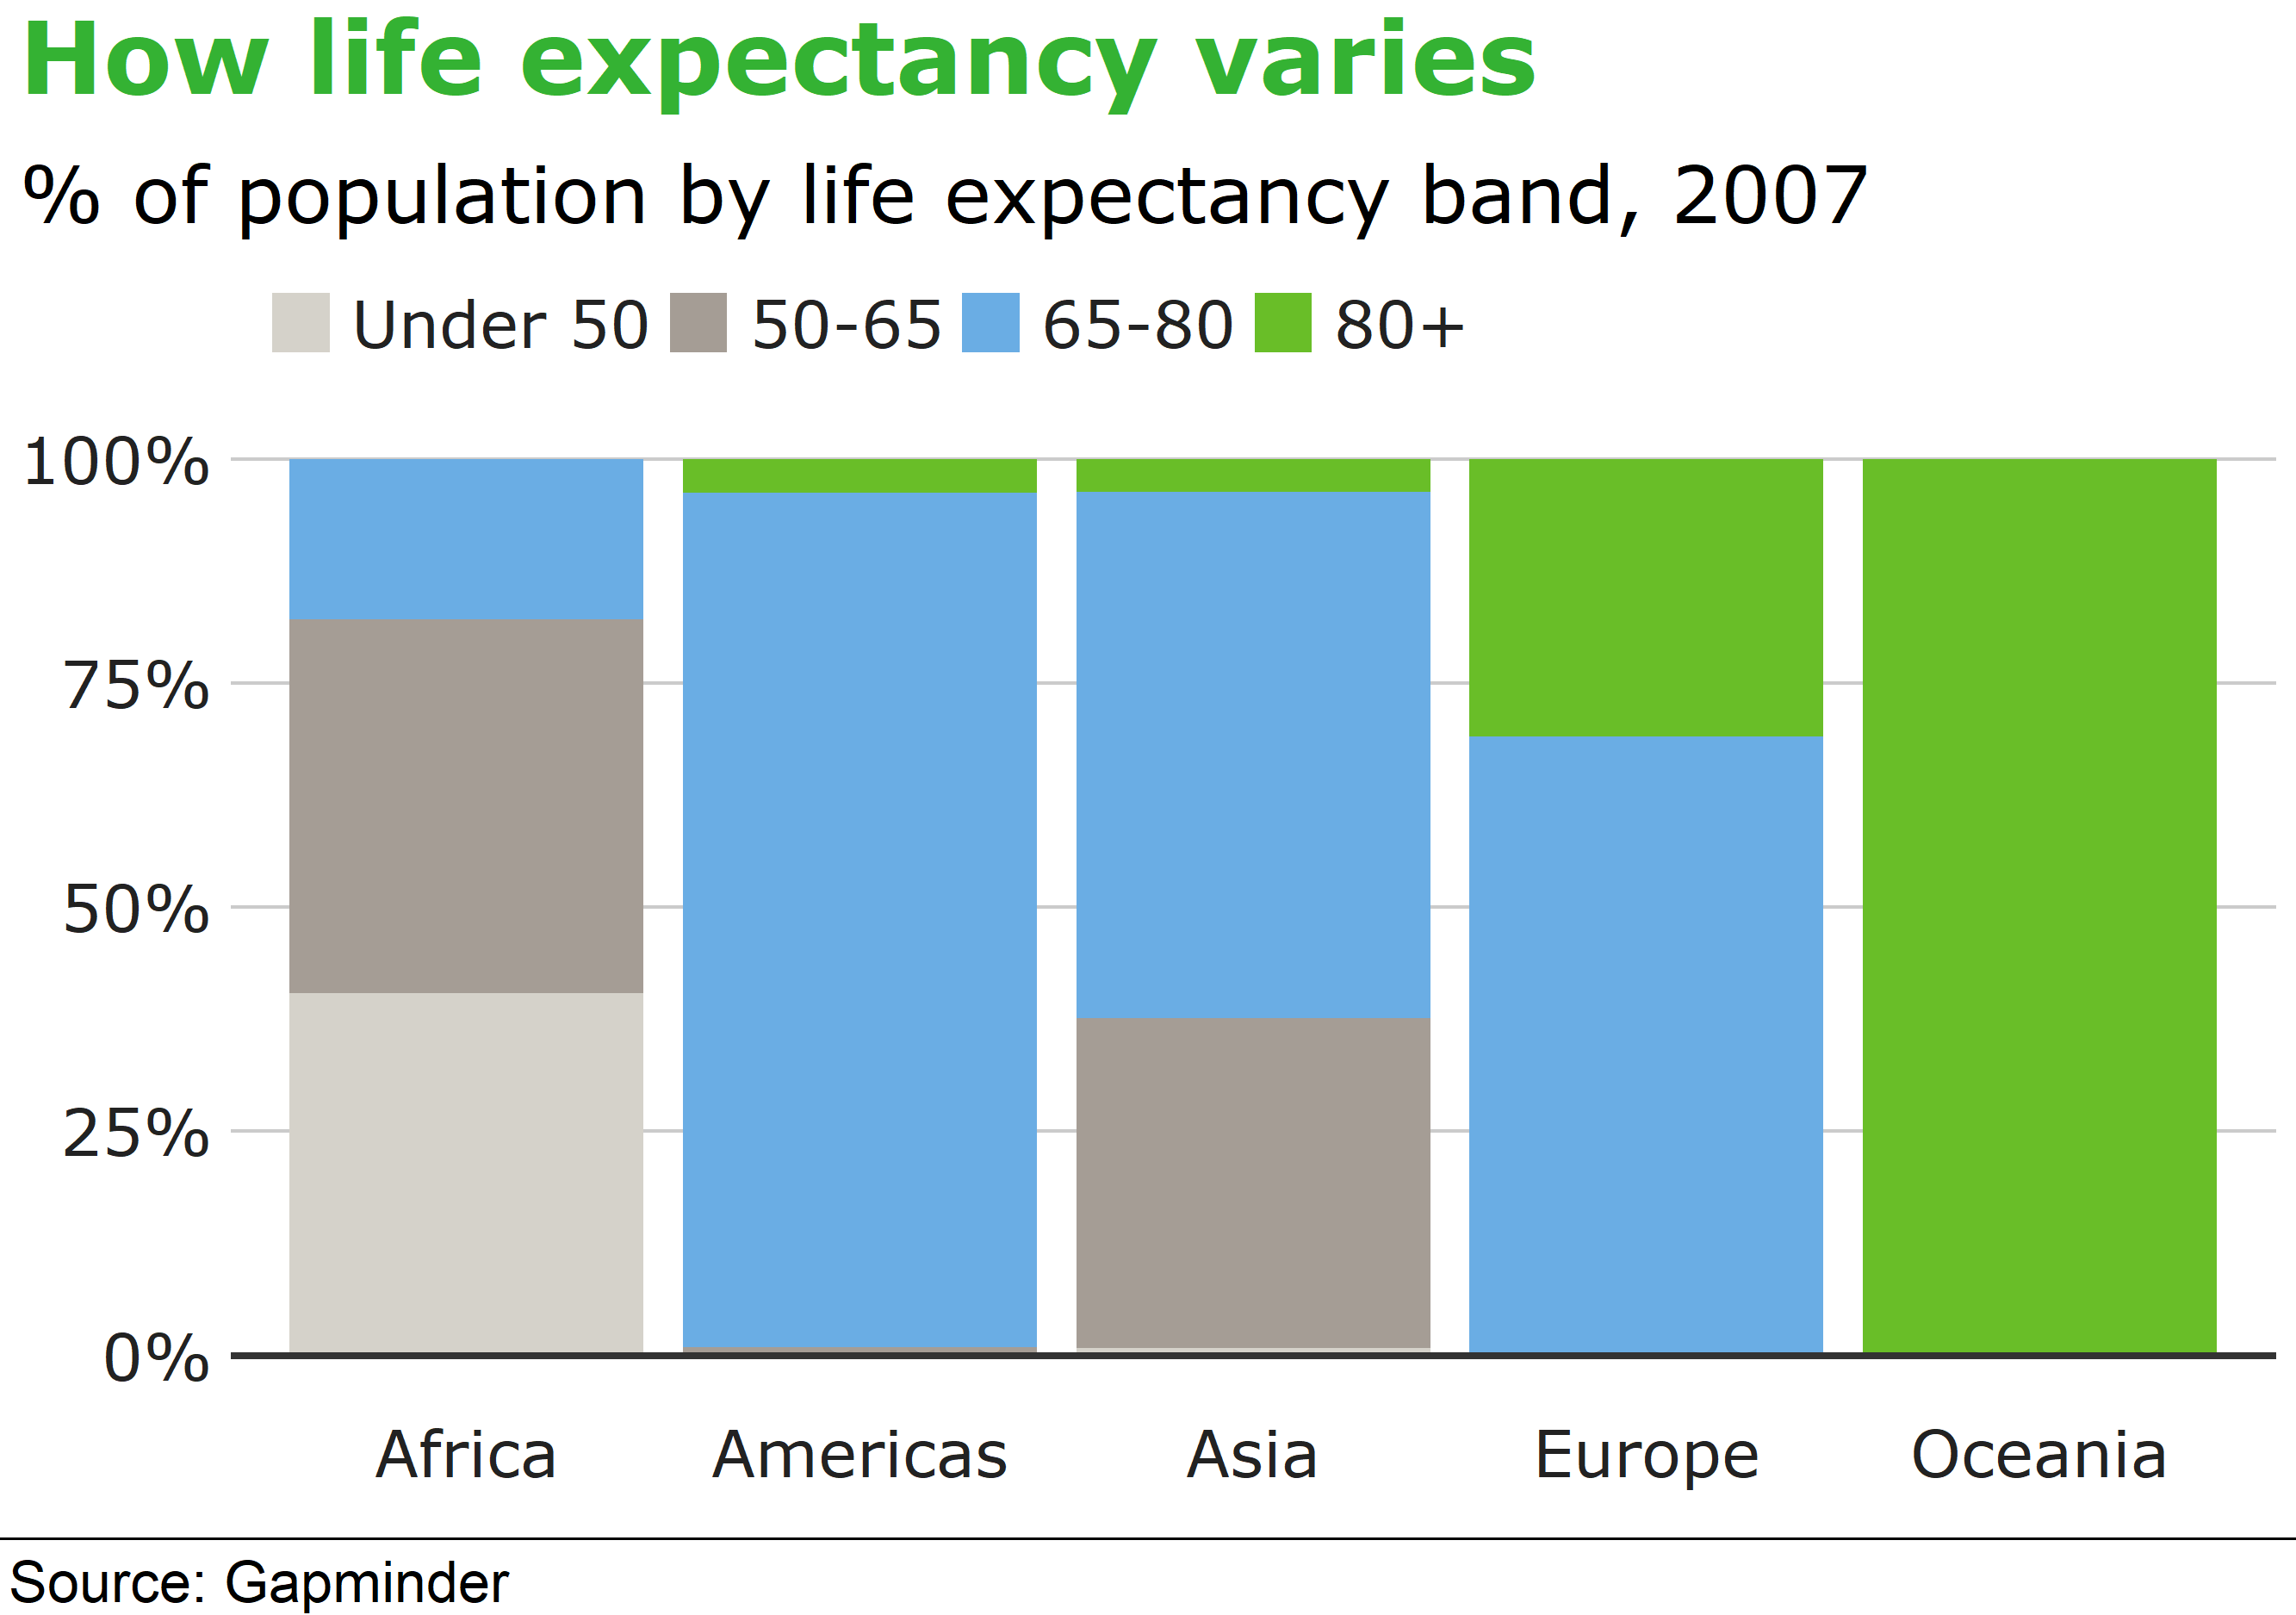 How life expectancy varies
% of population by life expectancy band, 2007
Under 50 50-65 65-80 80+
100%
75%
50%
25%
0%
Africa Americas Asia Europe Oceania
Source: Gapminder